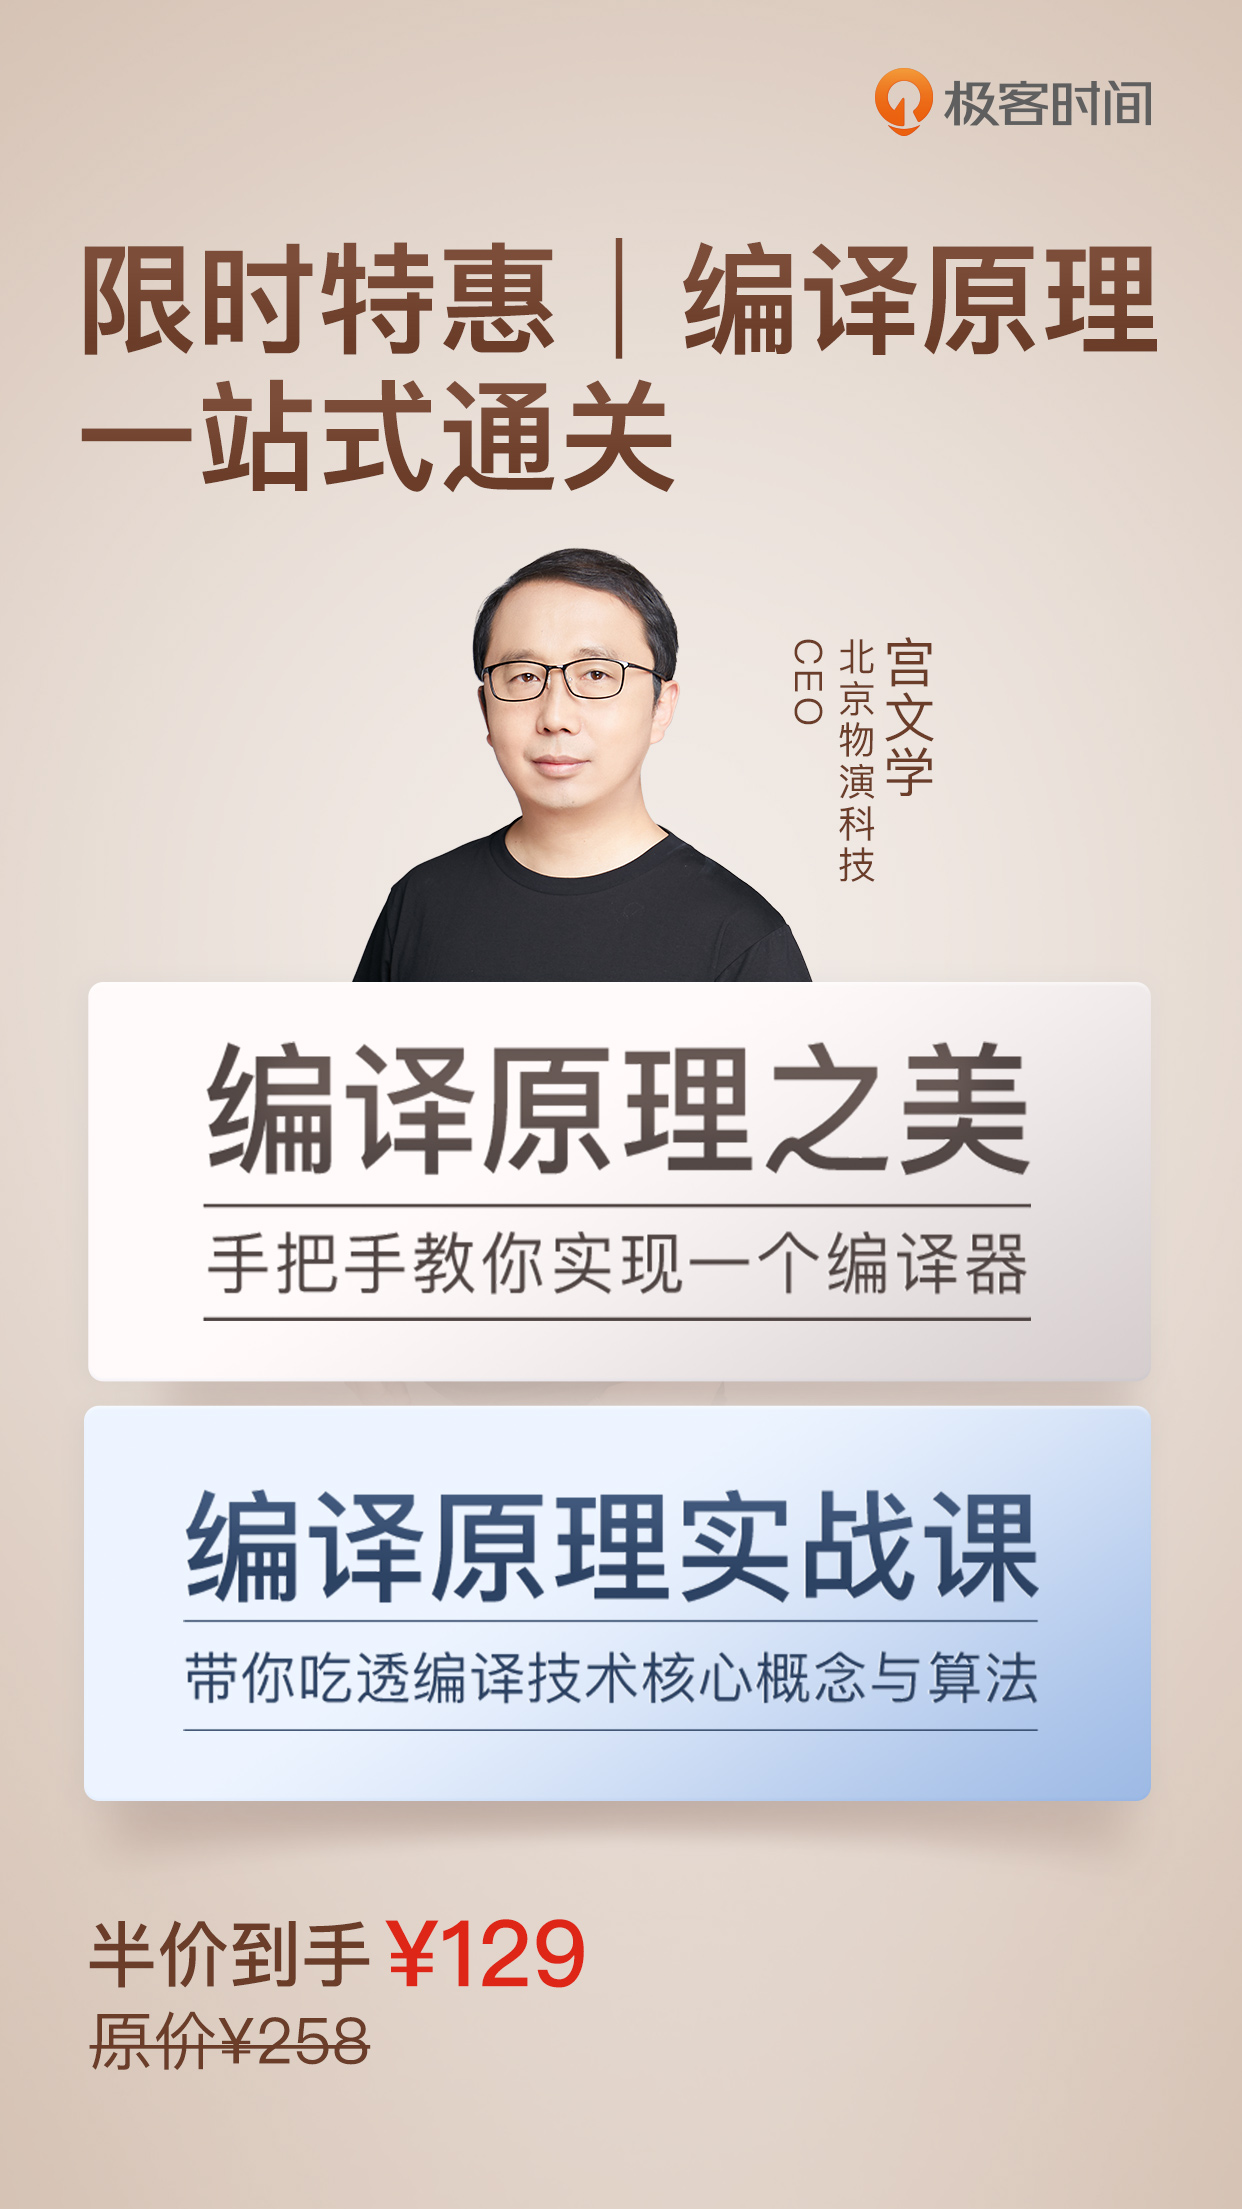 极客时间
限时特惠｜编译原理
一站式通关
宫文学
北京物演科技
CEO
编译原理之美
手把手教你实现一个编译器
编译原理实战课
带你吃透编译技术核心概念与算法
半价到手 ¥129
原价¥258